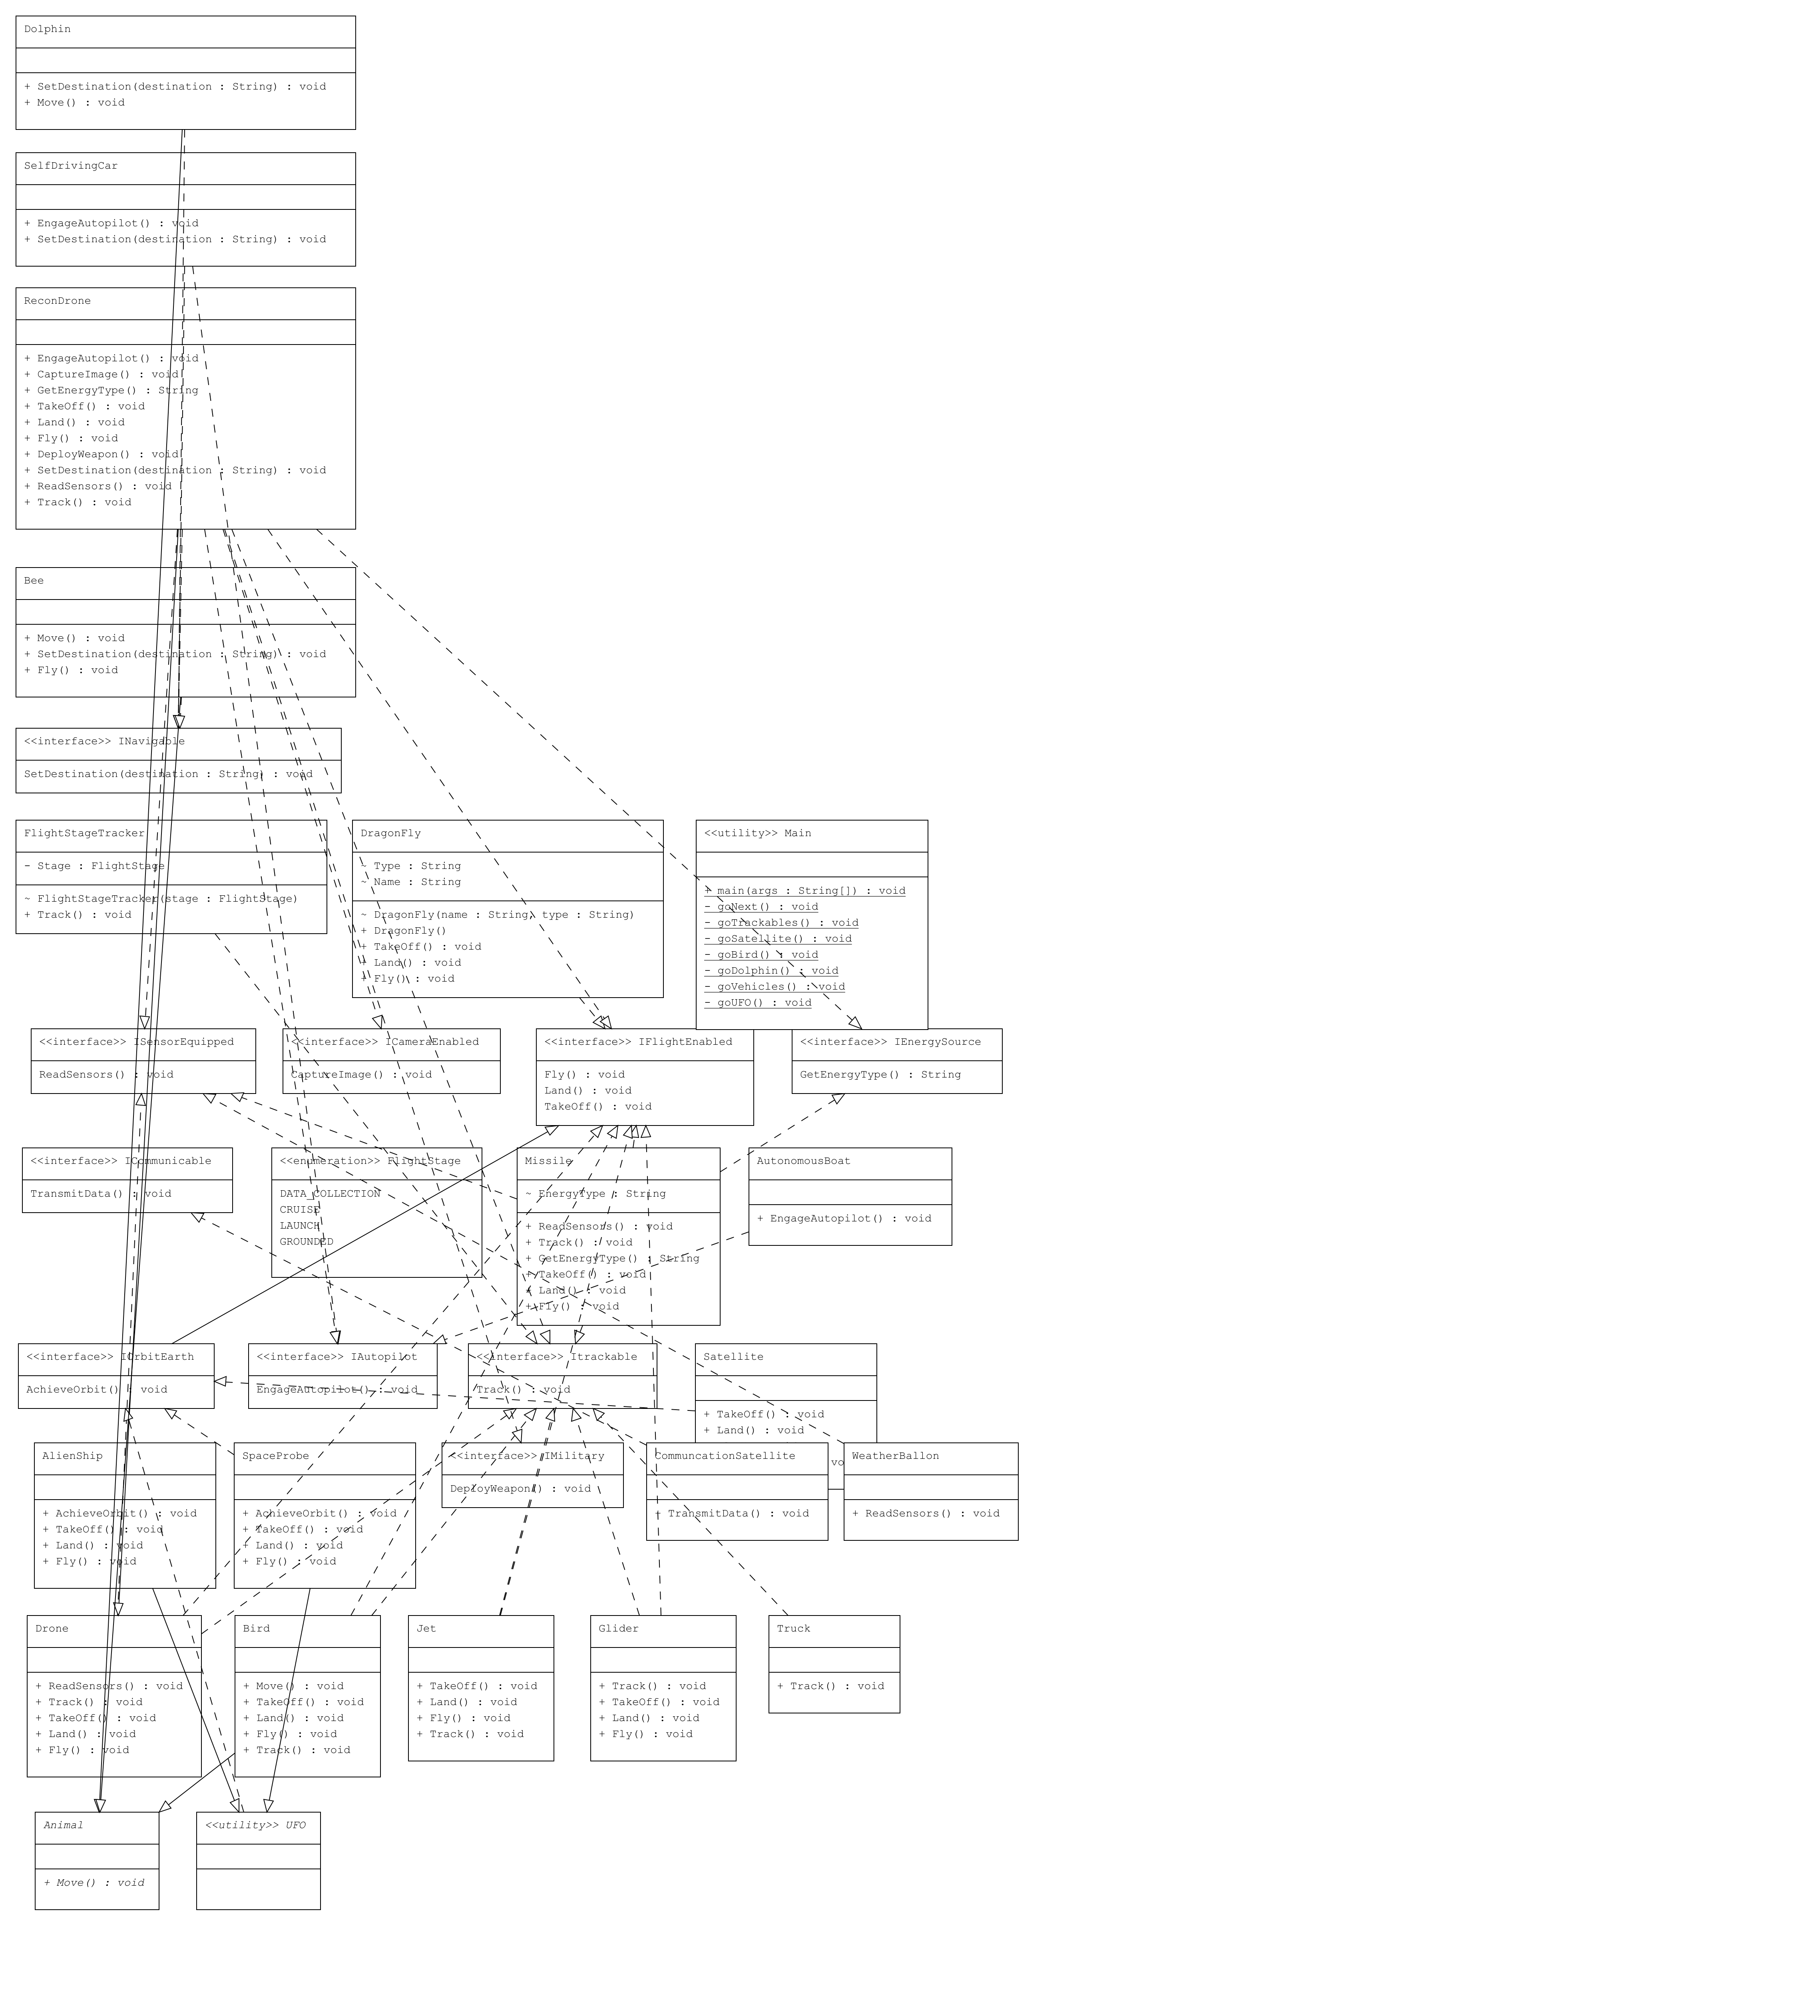 Dolphin
+ SetDestination(destination : String) : void
+ Move() : void
SelfDrivingCar
+ EngageAutopilot() : void
+ SetDestination(destination : String) : void
ReconDrone
+ EngageAutopilot() : void
+ CaptureImage() : void
+ GetEnergyType() : String
+ TakeOff() : void
+ Land() : void
+ Fly() : void
+ DeployWeapon() : void
+ SetDestination(destination : String) : void
+ ReadSensors() : void
+ Track() : void
Bee
+ Move() : void
+ SetDestination(destination : String) : void
+ Fly() : void
<<interface>> INavigable
SetDestination(destination : String) : void
FlightStageTracker
- Stage : FlightStage
~ FlightStageTracker(stage : FlightStage)
+ Track() : void
DragonFly
~ Type : String
~ Name : String
~ DragonFly(name : String, type : String)
+ DragonFly()
+ TakeOff() : void
+ Land() : void
+ Fly() : void
<<utility>> Main
+ main(args : String[]) : void
- goNext() : void
- goTrackables() : void
- goSatellite() : void
- goBird() : void
- goDolphin() : void
- goVehicles() : void
- goUFO() : void
<<interface>> ISensorEquipped
ReadSensors() : void
<<interface>> ICameraEnabled
CaptureImage() : void
<<interface>> IFlightEnabled
Fly() : void
Land() : void
TakeOff() : void
<<interface>> IEnergySource
GetEnergyType() : String
<<interface>> ICommunicable
TransmitData() : void
<<enumeration>> FlightStage
DATA_COLLECTION
CRUISE
LAUNCH
GROUNDED
Missile
~ EnergyType : String
+ ReadSensors() : void
+ Track() : void
+ GetEnergyType() : String
+ TakeOff() : void
+ Land() : void
+ Fly() : void
AutonomousBoat
+ EngageAutopilot() : void
<<interface>> IOrbitEarth
AchieveOrbit() : void
<<interface>> IAutopilot
EngageAutopilot() : void
<<interface>> Itrackable
Track() : void
Satellite
+ TakeOff() : void
+ Land() : void
vo
AlienShip
+ AchieveOrbit() : void
+ TakeOff() : void
+ Land() : void
+ Fly() : void
SpaceProbe
+ AchieveOrbit() : void
+ TakeOff() : void
+ Land() : void
+ Fly() : void
<<interface>> IMilitary
DeployWeapon() : void
CommuncationSatellite
+ TransmitData() : void
WeatherBallon
+ ReadSensors() : void
Drone
+ ReadSensors() : void
+ Track() : void
+ TakeOff() : void
+ Land() : void
+ Fly() : void
Bird
+ Move() : void
+ TakeOff() : void
+ Land() : void
+ Fly() : void
+ Track() : void
Jet
+ TakeOff() : void
+ Land() : void
+ Fly() : void
+ Track() : void
Glider
+ Track() : void
+ TakeOff() : void
+ Land() : void
+ Fly() : void
Truck
+ Track() : void
Animal
+ Move() : void
<<utility>> UFO